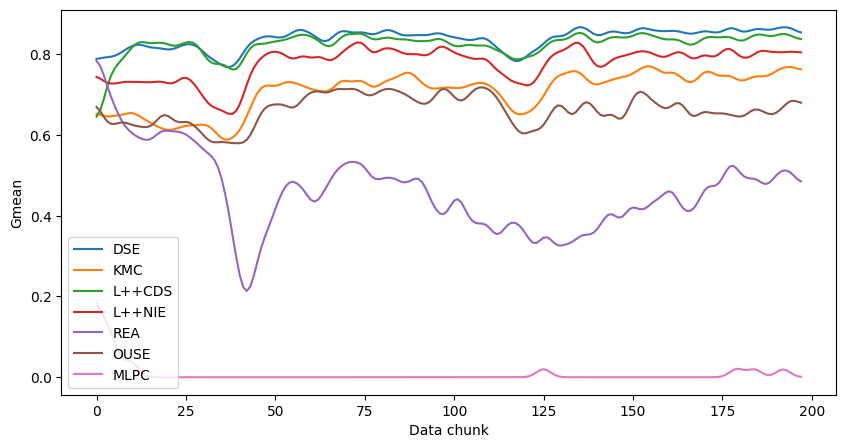 Gmean
0.8
0.6
0.4
0.2
0.0
DSE
KMC
L++CDS
L++NIE
REA
OUSE
MLPC
0 25 50 75 100 125 150 175 200
Data chunk